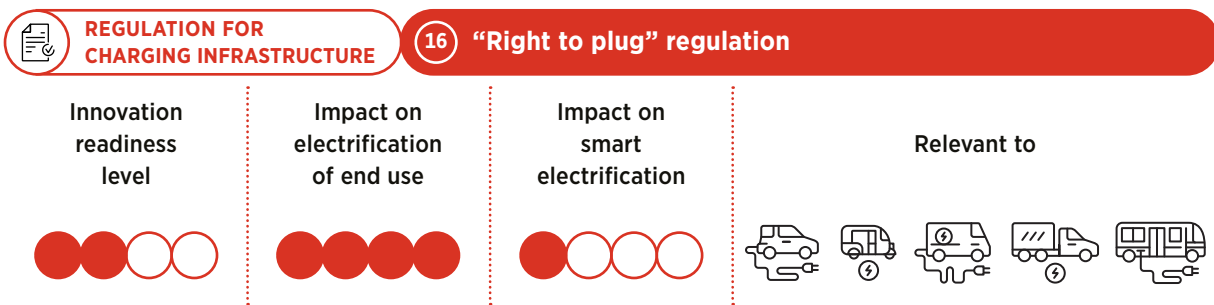 REGULATION FOR
CHARGING INFRASTRUCTURE
16 “Right to plug” regulation
Innovation
readiness
level
Impact on
electrification
of end use
Impact on
smart
electrification
Relevant to